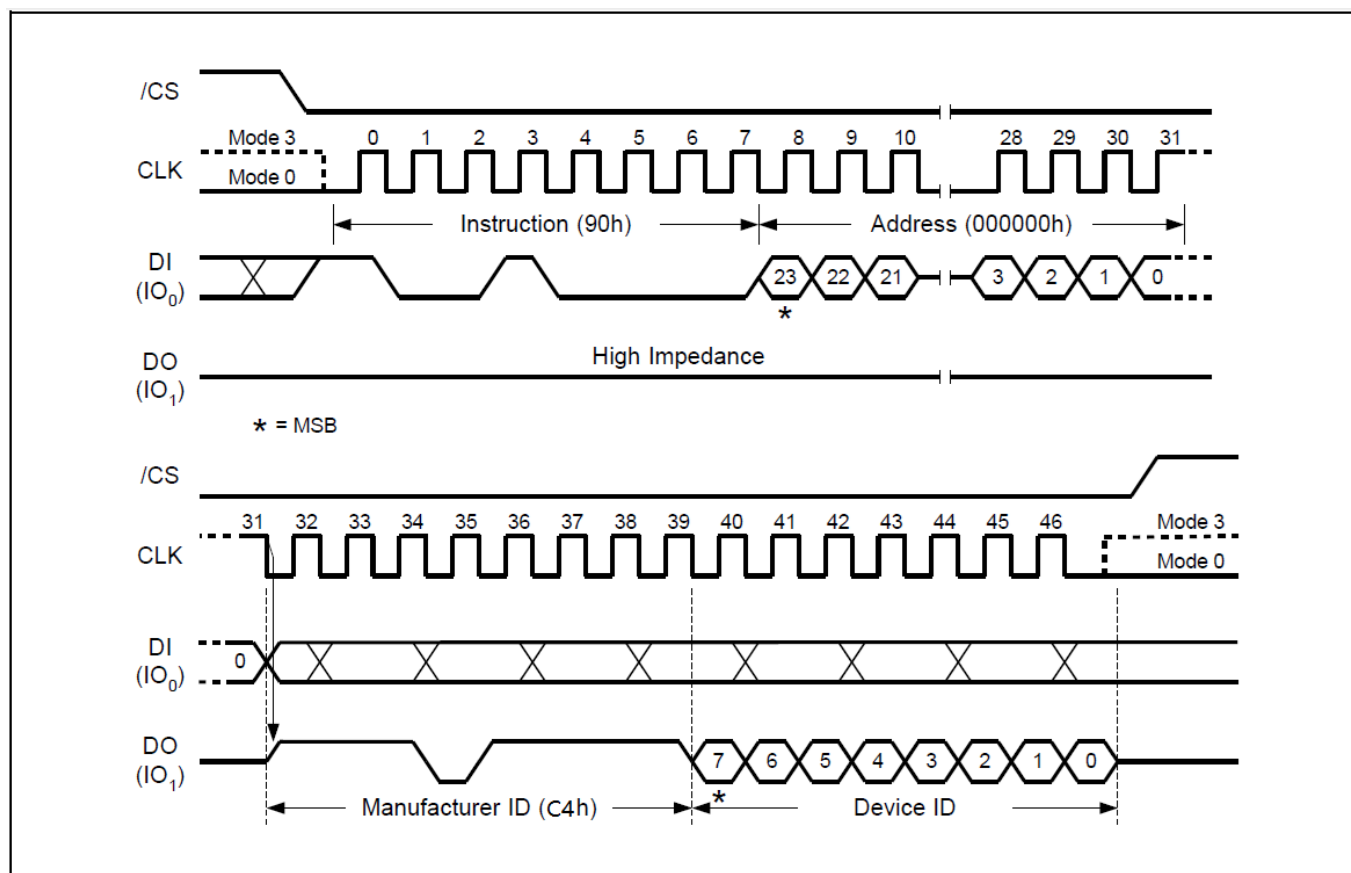 /CS
Mode 3 0 1 2 3 4 5 6 7 8 9 10 28 29 30 31
CLK
Mode 0
Instruction (90h) Address (000000h)
DI
(IO0) 23 22 21 3 2 1 0
*
DO High Impedance
(IO1)
* = MSB
/CS
31 32 33 34 35 36 37 38 39 40 41 42 43 44 45 46 Mode 3
CLK
Mode 0
DI
0
(IO0)
DO
(IO1) 7 6 5 4 3 2 1 0
*
Manufacturer ID (C4h) Device ID